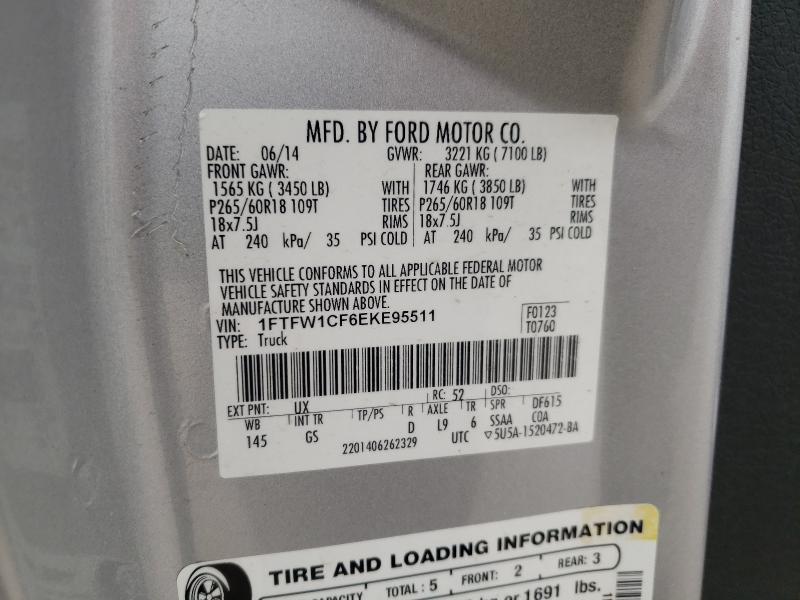 MFD. BY FORD MOTOR CO.
DATE: 06/14 GVWR: 3221 KG ( 7100 LB)
FRONT GAWR: REAR GAWR:
1565 KG ( 3450 LB) WITH 1746 KG ( 3850 LB) WITH
P265/60R18 109T TIRES P265/60R18 109T TIRES
18x7.5J RIMS 18x7.5J RIMS
AT 240 kPa/ 35 PSI COLD AT 240 kPa/ 35 PSI COLD
THIS VEHICLE CONFORMS TO ALL APPLICABLE FEDERAL MOTOR
VEHICLE SAFETY STANDARDS IN EFFECT ON THE DATE OF
MANUFACTURE SHOWN ABOVE.
VIN: 1FTFW1CF6EKE95511 F0123
TYPE: Truck T0760
EXT PNT: UX RC: 52 DSO:
WB INT TR TP/PS R AXLE TR SPR DF615
145 GS D L9 6 SSAA COA
2201406262329 UTC ▽5U5A-1520472-BA
TIRE AND LOADING INFORMATION
CAPACITY TOTAL : 5 FRONT: 2 REAR: 3
or 1691 lbs.